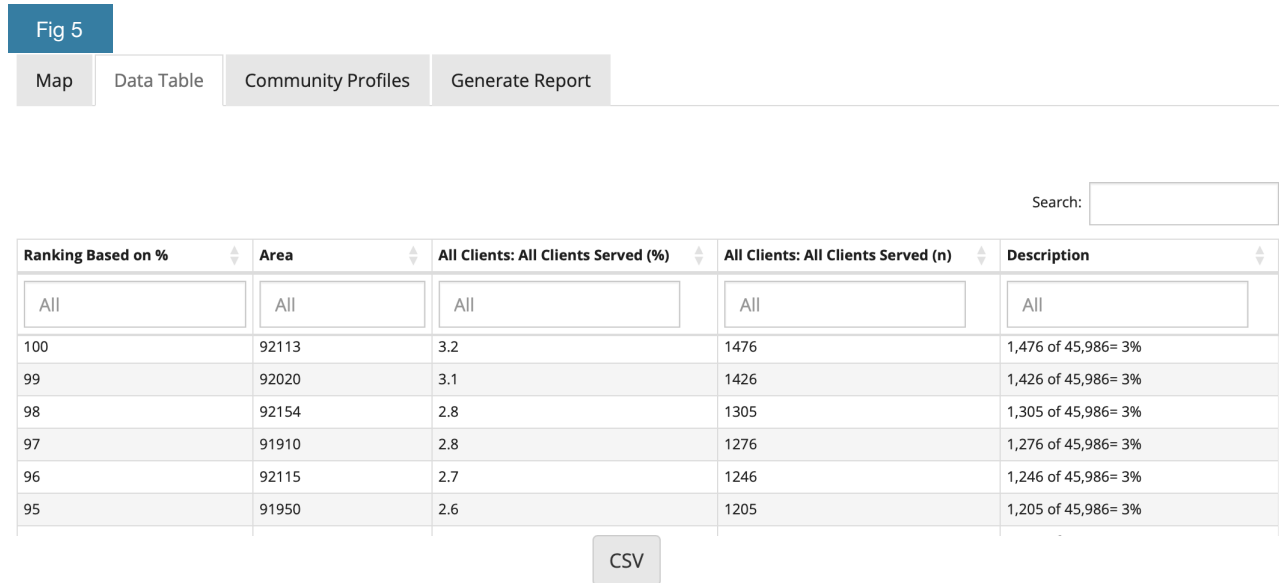 Fig 5
Map Data Table Community Profiles Generate Report
Search:
Ranking Based on % Area All Clients: All Clients Served (%) All Clients: All Clients Served (n) Description
All All All All All
100 92113 3.2 1476 1,476 of 45,986= 3%
99 92020 3.1 1426 1,426 of 45,986= 3%
98 92154 2.8 1305 1,305 of 45,986= 3%
97 91910 2.8 1276 1,276 of 45,986= 3%
96 92115 2.7 1246 1,246 of 45,986= 3%
95 91950 2.6 1205 1,205 of 45,986= 3%
CSV